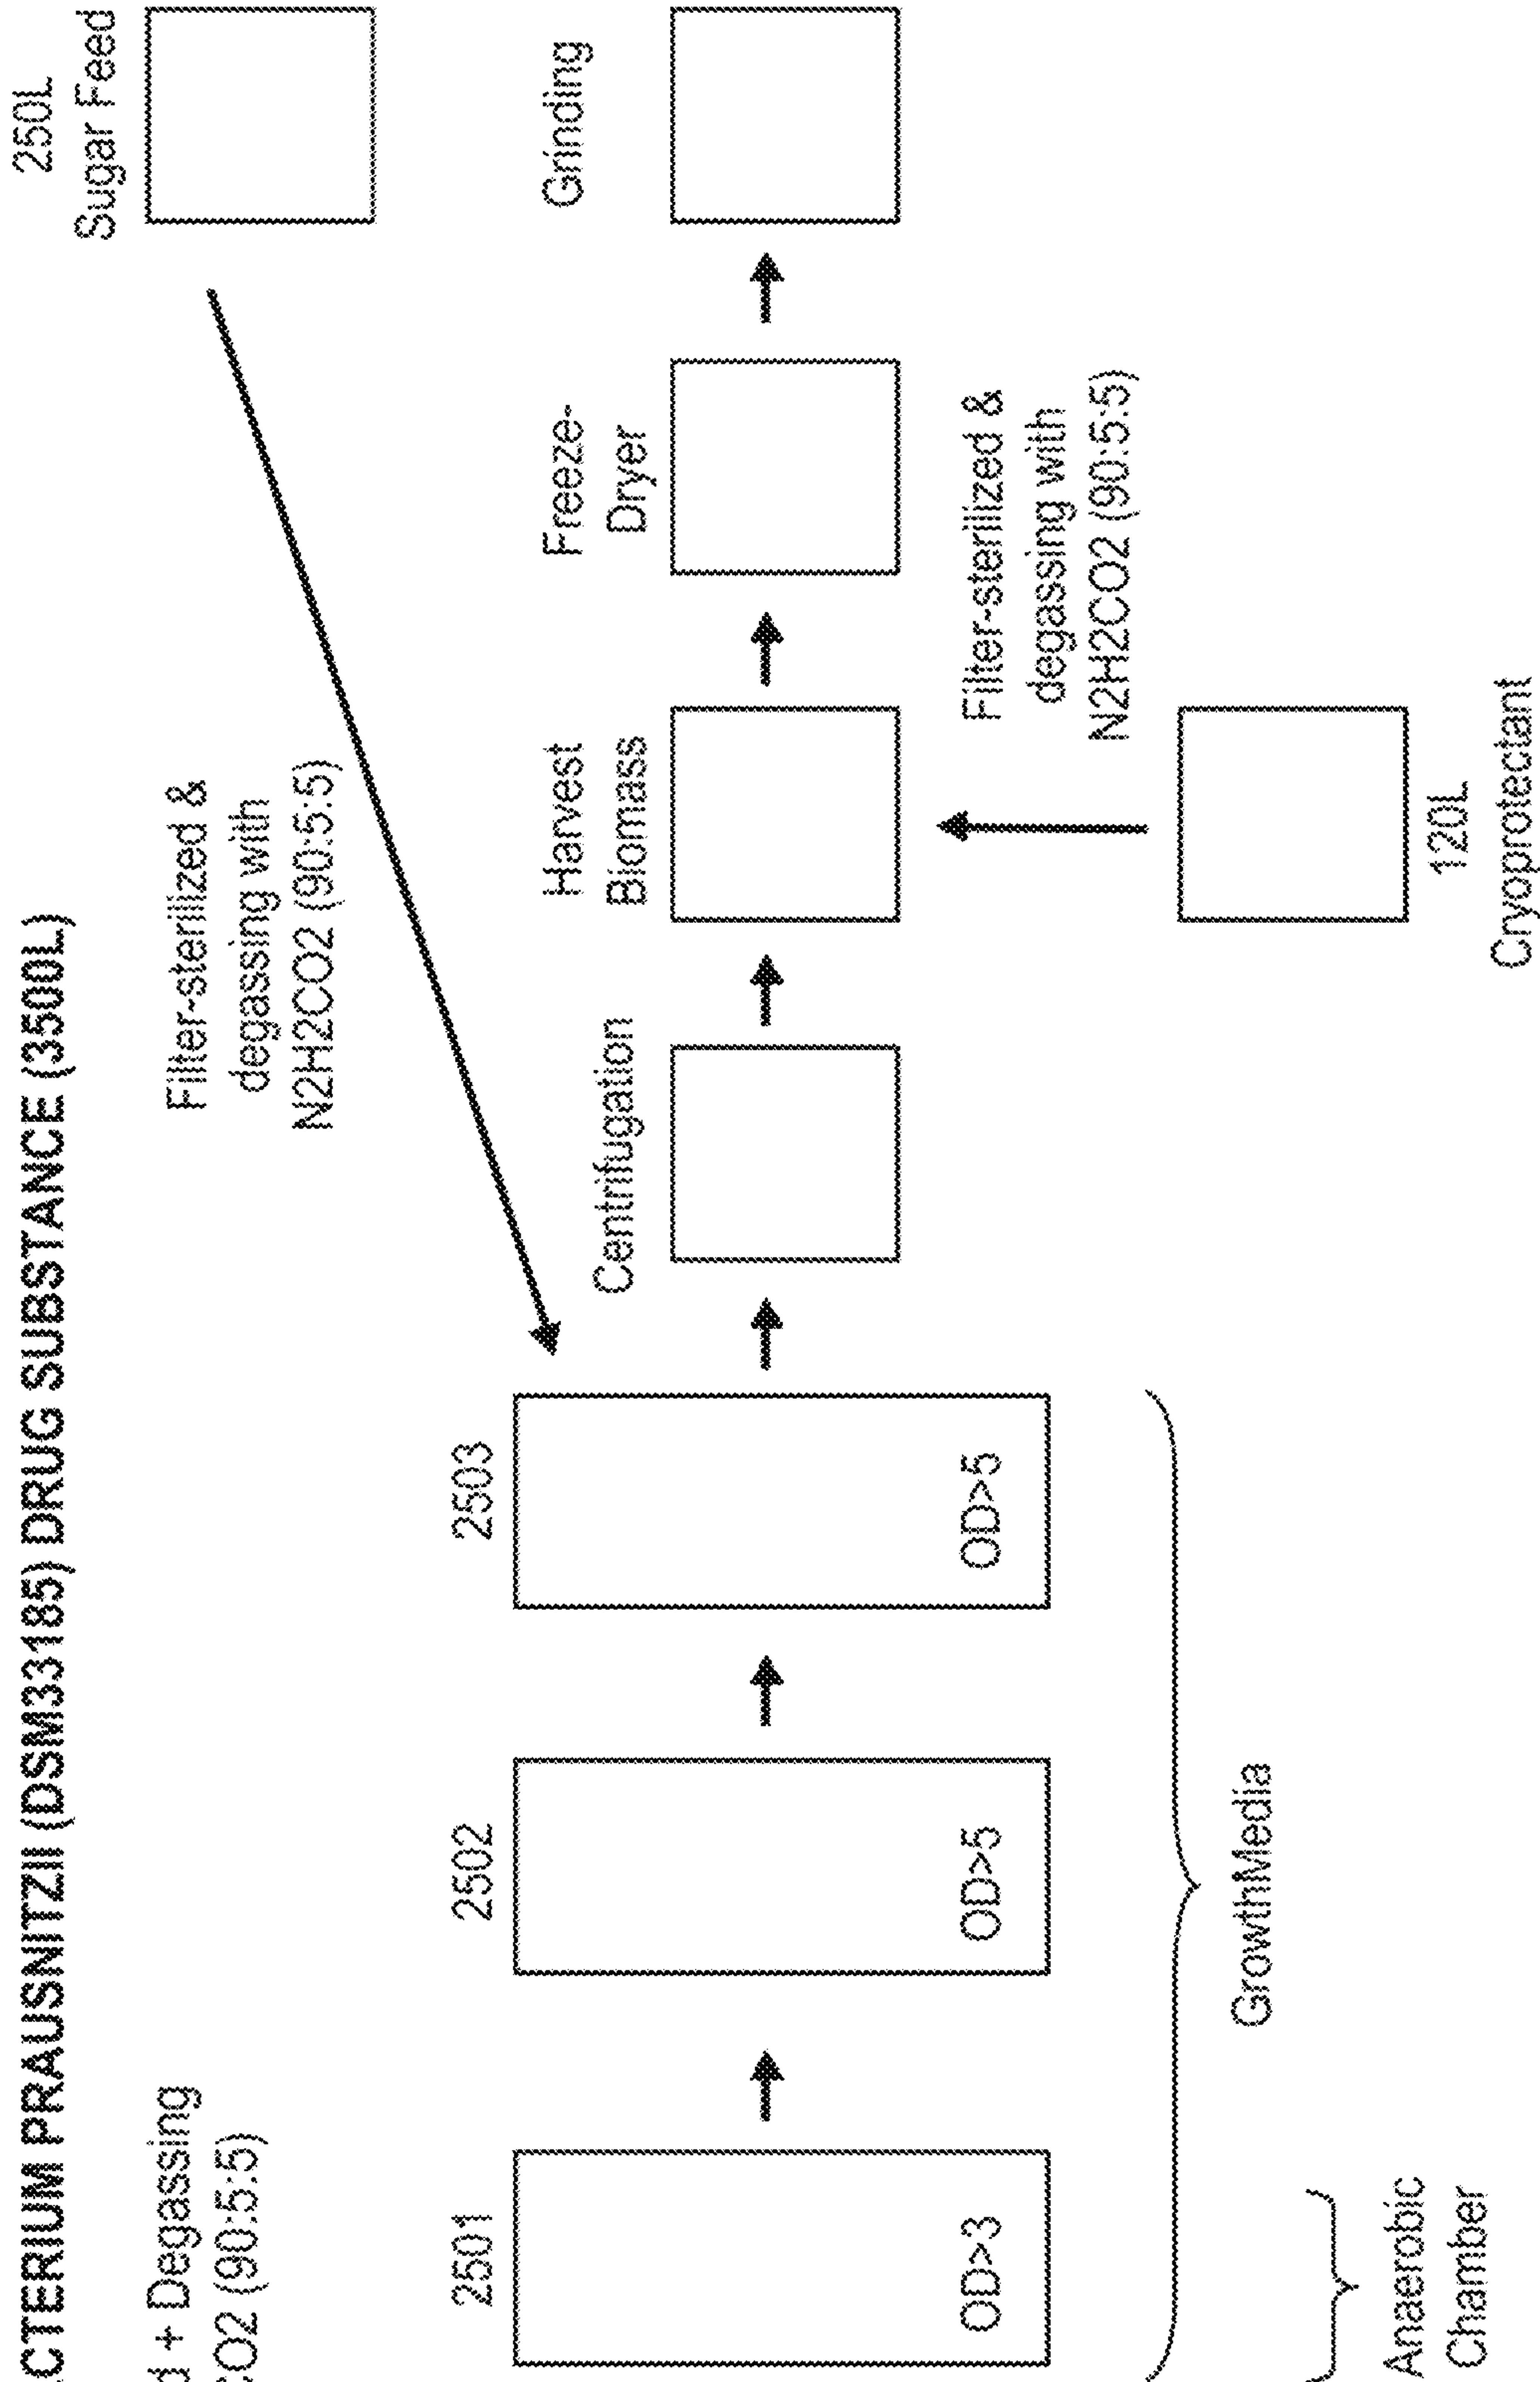 ACTERIUM PRAUSNITZII (DSM33185) DRUG SUBSTANCE (3500L)
d + Degassing
CO2 (90:5:5)
Filter-sterilized &
degassing with
N2H2CO2 (90:5:5)
250L
Sugar Feed
2501
OD>3
2502
OD>5
2503
OD>5
Centrifugation
Harvest
Biomass
Freeze-
Dryer
Grinding
Filter-sterilized &
degassing with
N2H2CO2 (90:5:5)
120L
Cryoprotectant
GrowthMedia
Anaerobic
Chamber